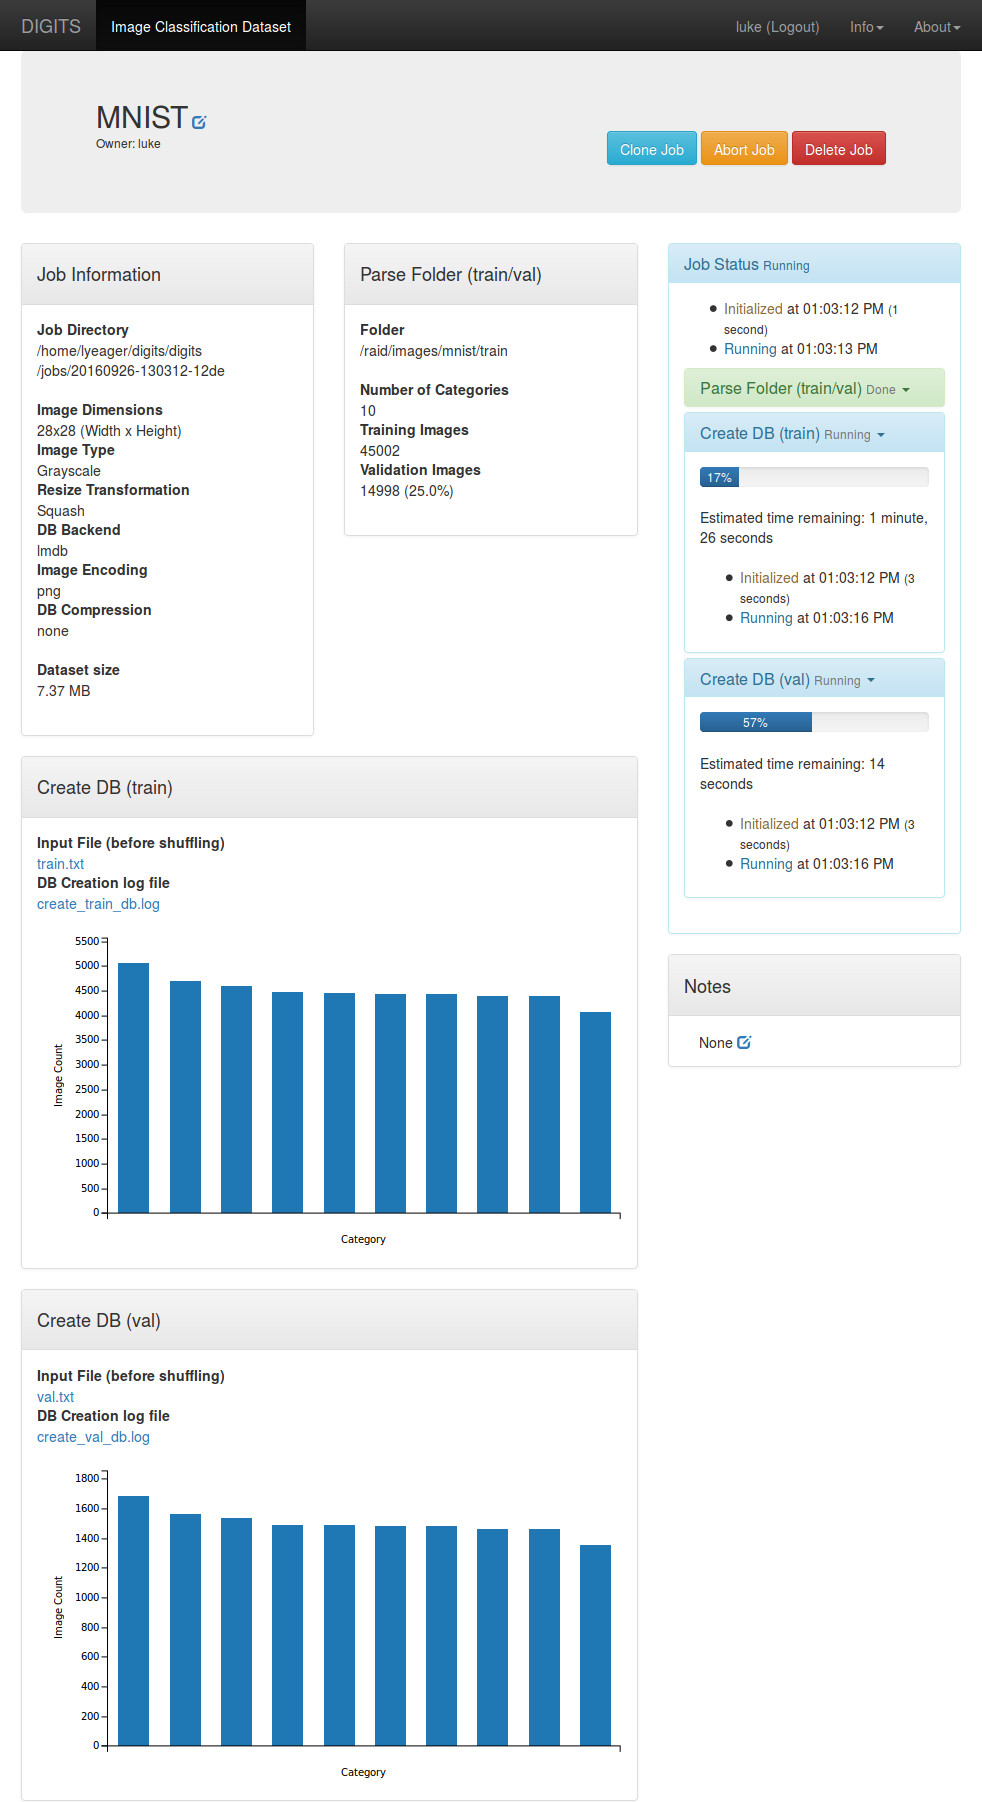 DIGITS Image Classification Dataset luke (Logout) Info About
MNIST
Owner: luke
Clone Job Abort Job Delete Job
Job Information
Job Directory
/home/lyeager/digits/digits
/jobs/20160926-130312-12de
Image Dimensions
28x28 (Width x Height)
Image Type
Grayscale
Resize Transformation
Squash
DB Backend
lmdb
Image Encoding
png
DB Compression
none
Dataset size
7.37 MB
Parse Folder (train/val)
Folder
/raid/images/mnist/train
Number of Categories
10
Training Images
45002
Validation Images
14998 (25.0%)
Job Status Running
Initialized at 01:03:12 PM (1
second)
Running at 01:03:13 PM
Parse Folder (train/val) Done
Create DB (train) Running
17%
Estimated time remaining: 1 minute,
26 seconds
Initialized at 01:03:12 PM (3
seconds)
Running at 01:03:16 PM
Create DB (val) Running
57%
Estimated time remaining: 14
seconds
Initialized at 01:03:12 PM (3
seconds)
Running at 01:03:16 PM
Notes
None
Create DB (train)
Input File (before shuffling)
train.txt
DB Creation log file
create_train_db.log
5500
5000
4500
4000
3500
3000
2500
2000
1500
1000
500
0
Image Count
Category
Create DB (val)
Input File (before shuffling)
val.txt
DB Creation log file
create_val_db.log
1800
1600
1400
1200
1000
800
600
400
200
0
Image Count
Category